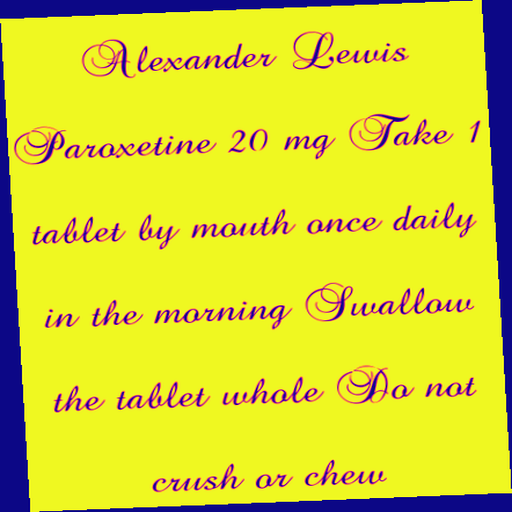 Alexander Lewis
Paroxetine 20 mg Take 1
tablet by mouth once daily
in the morning Swallow
the tablet whole Do not
crush or chew